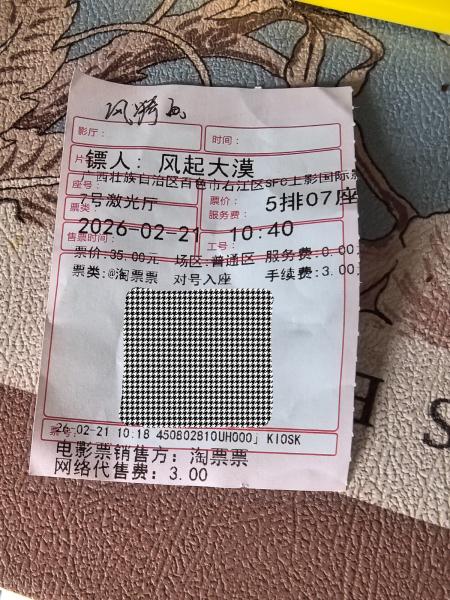 影厅：
时间：
片
镖人：风起大漠
广西壮族自治区百色市右江区SFC上影国际影
座号：
7号激光厅
票价：
5排07座
票类：
服务费：
2026-02-21 10:40
售票时间：
工号：
票价：35.00元 场区：普通区 服务费：0.00
票类：@淘票票 对号入座 手续费：3.00
票号：
26-02-21 10:18 450802810UH000」 KIOSK
电影票销售方：淘票票
网络代售费：3.00
H
S